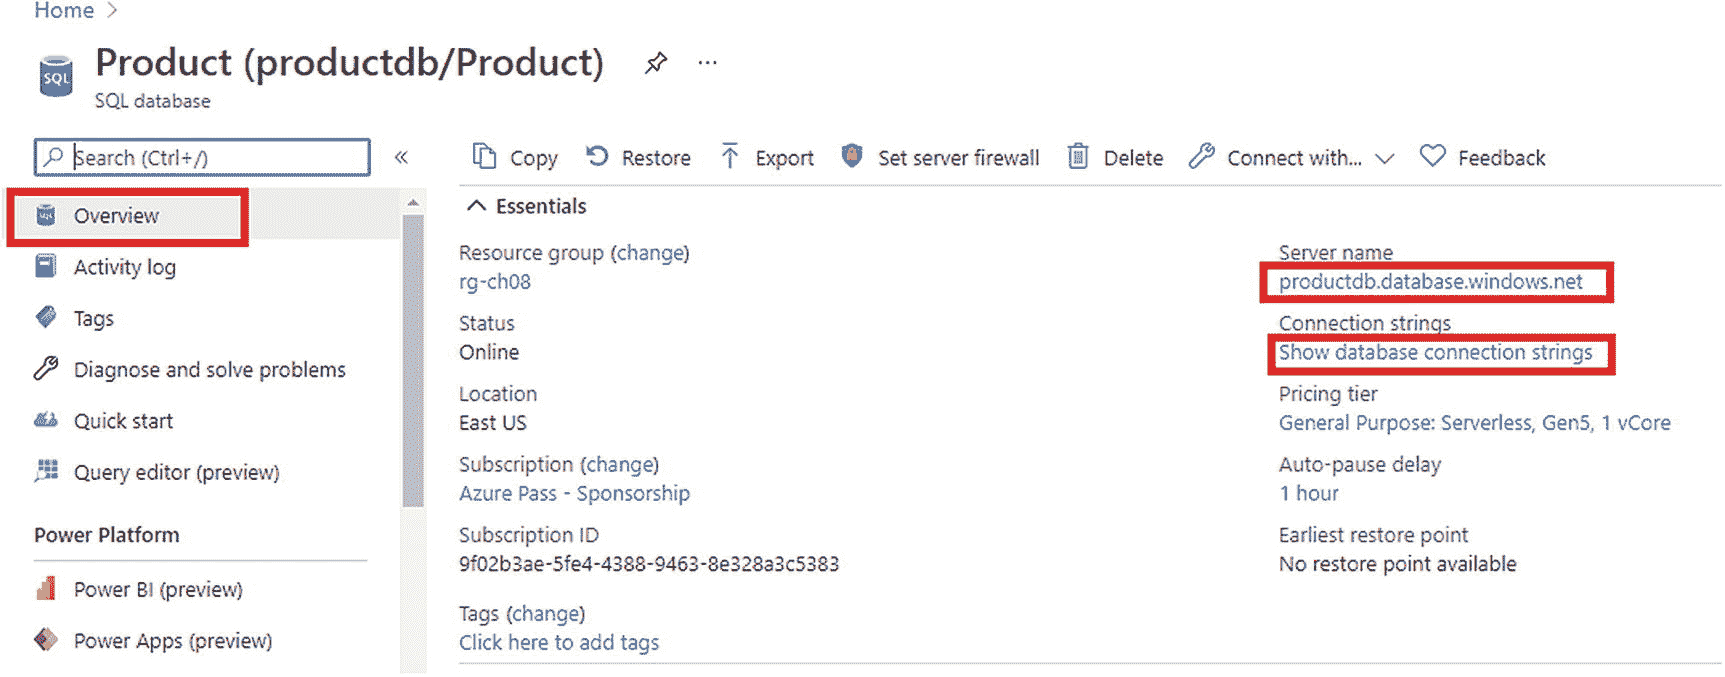 Home >
Product (productdb/Product) ...
SQL
SQL database
Search (Ctrl+/) «
Copy Restore Export Set server firewall Delete Connect with... Feedback
Overview
Activity log
Tags
Diagnose and solve problems
Quick start
Query editor (preview)
Power Platform
Power BI (preview)
Power Apps (preview)
Essentials
Resource group (change)
rg-ch08
Status
Online
Location
East US
Subscription (change)
Azure Pass - Sponsorship
Subscription ID
9f02b3ae-5fe4-4388-9463-8e328a3c5383
Tags (change)
Click here to add tags
Server name
productdb.database.windows.net
Connection strings
Show database connection strings
Pricing tier
General Purpose: Serverless, Gen5, 1 vCore
Auto-pause delay
1 hour
Earliest restore point
No restore point available